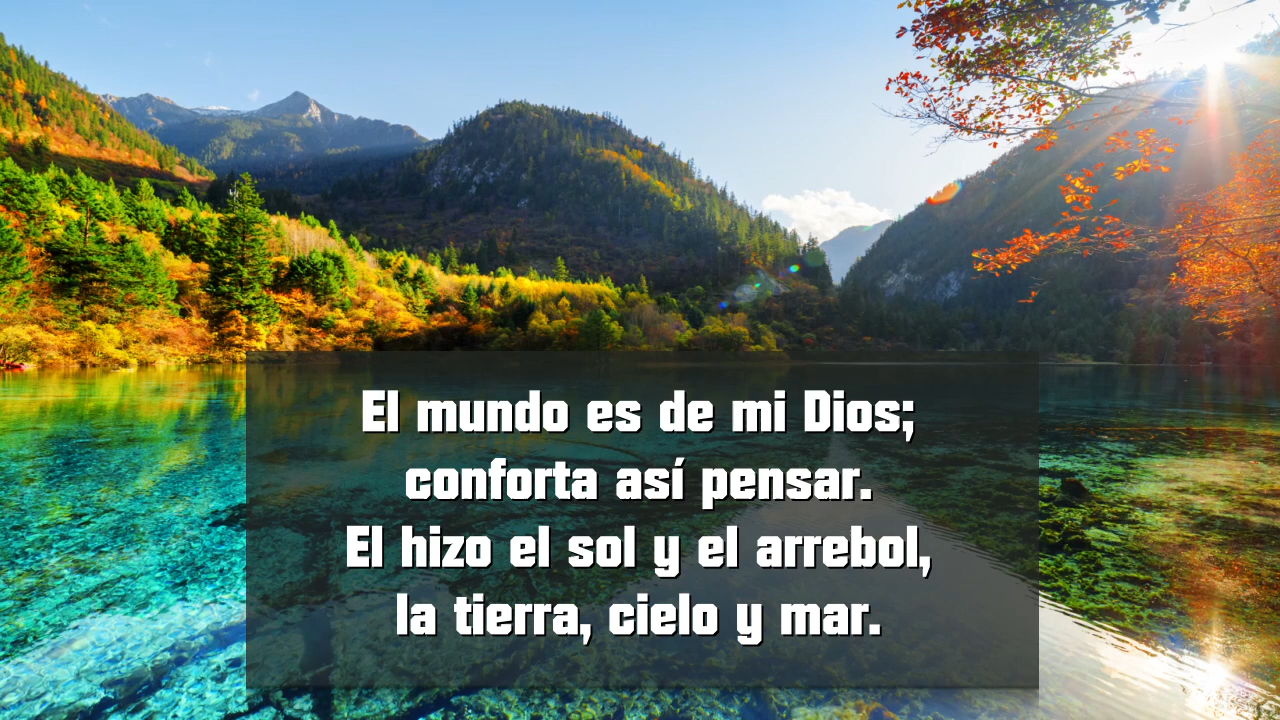 El mundo es de mi Dios;
conforta así pensar.
El hizo el sol y el arrebol,
la tierra, cielo y mar.